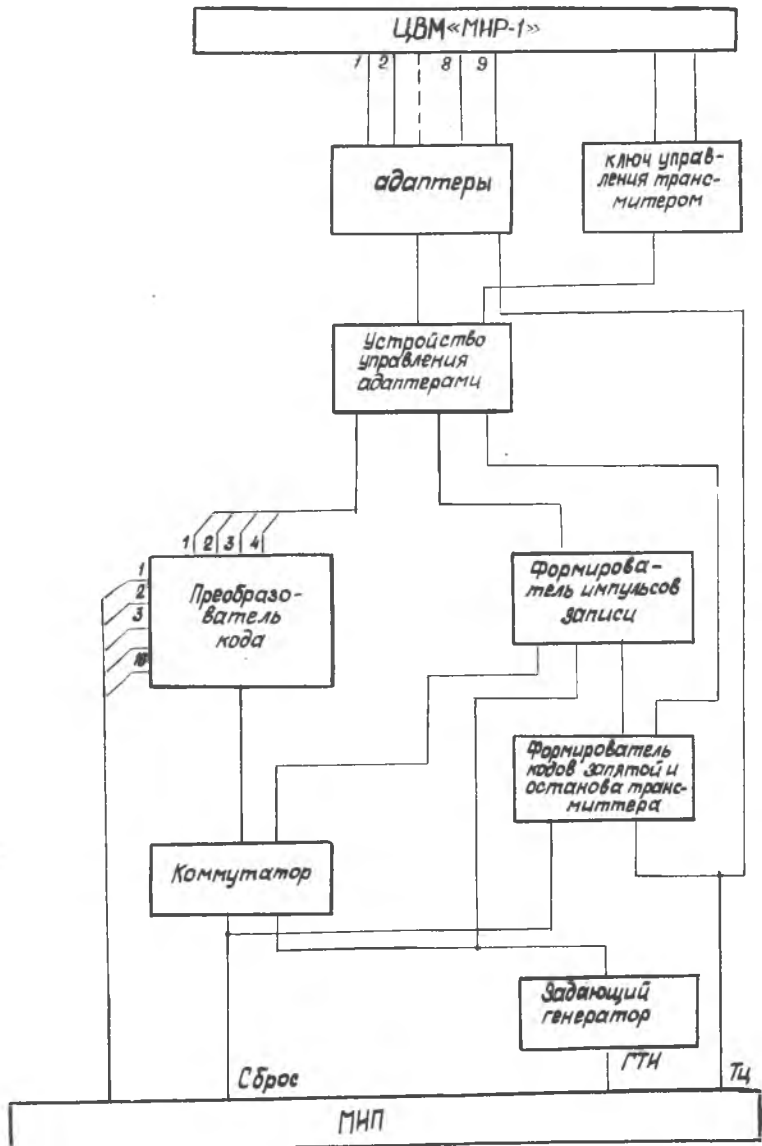 ЦВМ «МНР-1»
1 2 8 9
адаптеры
ключ управ-
ления транс-
митером
Устройство
управления
адаптерами
1 2 3 4
1
2
3
16
Преобразо-
ватель
кода
Формирова-
тель импульсов
записи
Формирователь
кодов запятой и
останова транс-
миттера
Коммутатор
Задающий
генератор
Сброс
ГТИ
Тц
МНП